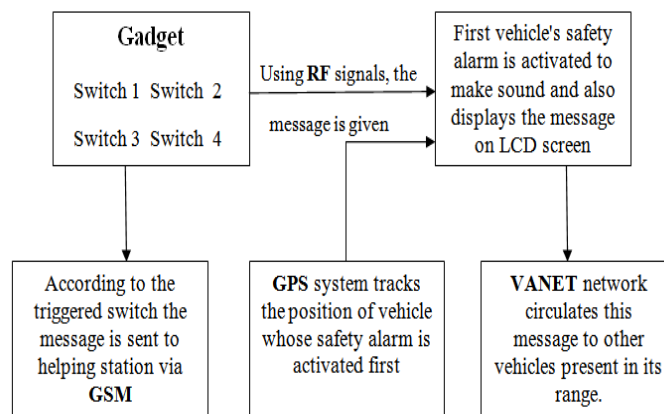 Gadget
Switch 1 Switch 2
Switch 3 Switch 4
Using RF signals, the
message is given
First vehicle's safety
alarm is activated to
make sound and also
displays the message
on LCD screen
According to the
triggered switch the
message is sent to
helping station via
GSM
GPS system tracks
the position of vehicle
whose safety alarm is
activated first
VANET network
circulates this
message to other
vehicles present in its
range.